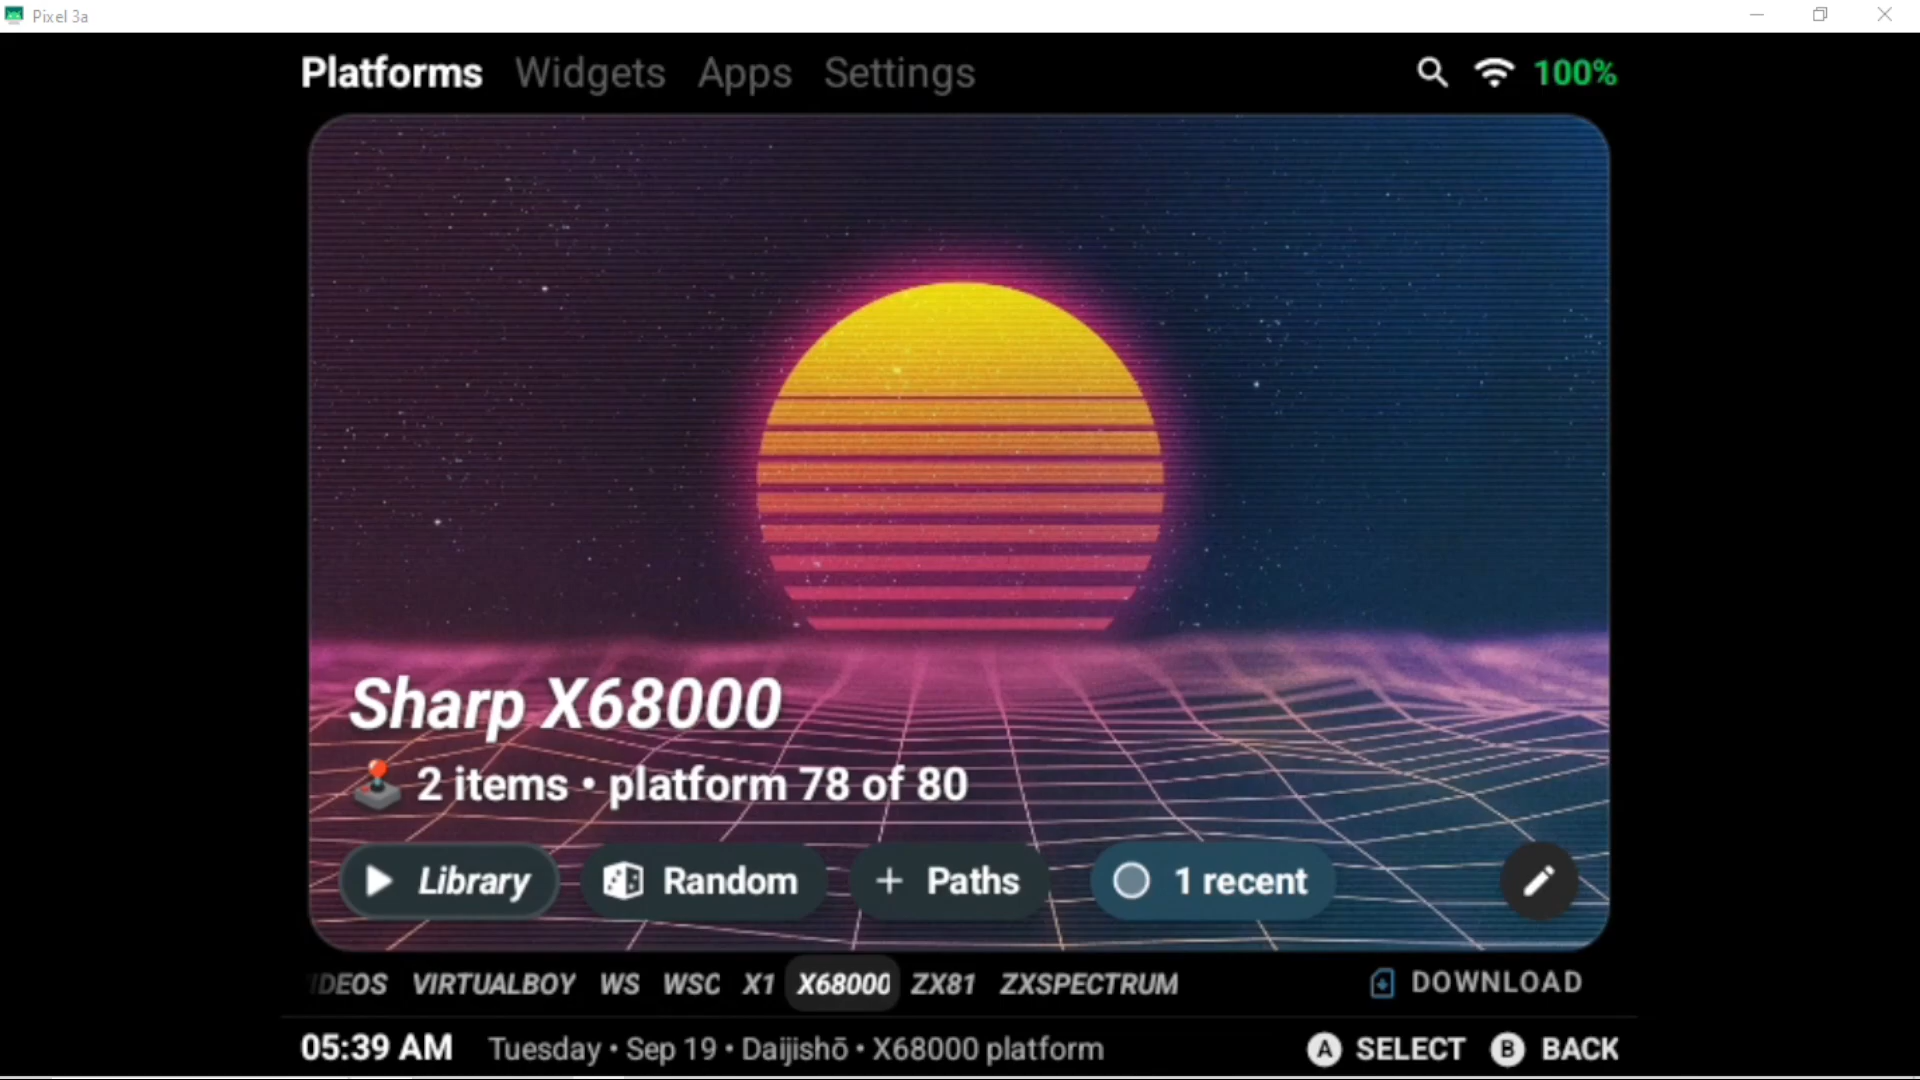 Pixel 3a
Platforms Widgets Apps Settings 100%
Sharp X68000
2 items • platform 78 of 80
Library Random + Paths 1 recent
IDEOS VIRTUALBOY WS WSC X1 X68000 ZX81 ZXSPECTRUM DOWNLOAD
05:39 AM Tuesday • Sep 19 • Daijishō • X68000 platform A SELECT B BACK